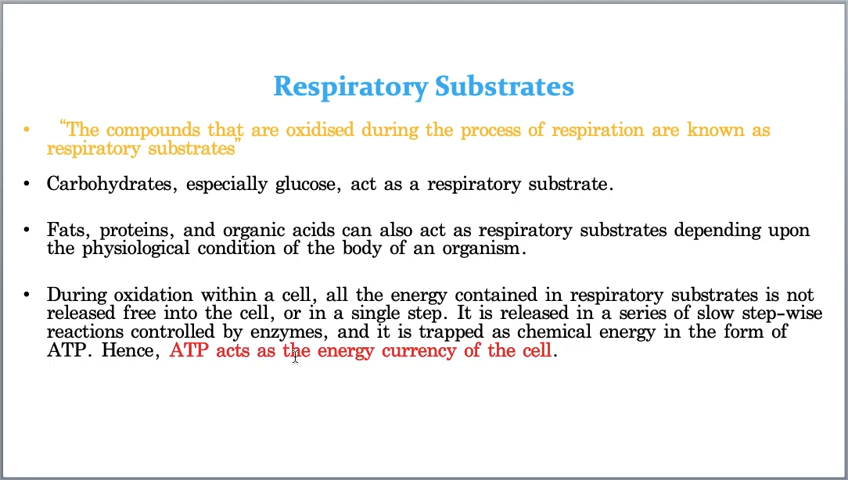 Respiratory Substrates
• “The compounds that are oxidised during the process of respiration are known as
respiratory substrates”
• Carbohydrates, especially glucose, act as a respiratory substrate.
• Fats, proteins, and organic acids can also act as respiratory substrates depending upon
the physiological condition of the body of an organism.
• During oxidation within a cell, all the energy contained in respiratory substrates is not
released free into the cell, or in a single step. It is released in a series of slow step-wise
reactions controlled by enzymes, and it is trapped as chemical energy in the form of
ATP. Hence, ATP acts as the energy currency of the cell.